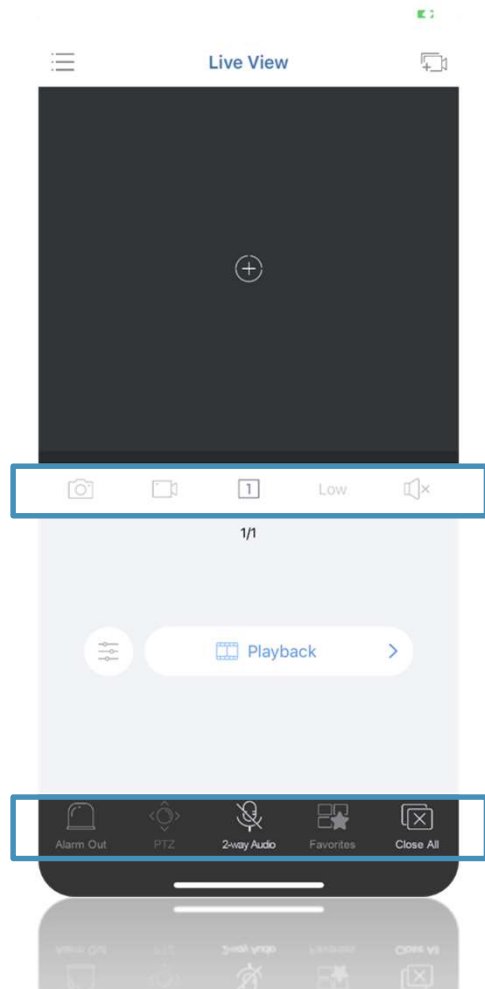 Live View
1 Low
1/1
Playback
Alarm Out PTZ 2-way Audio Favorites Close All